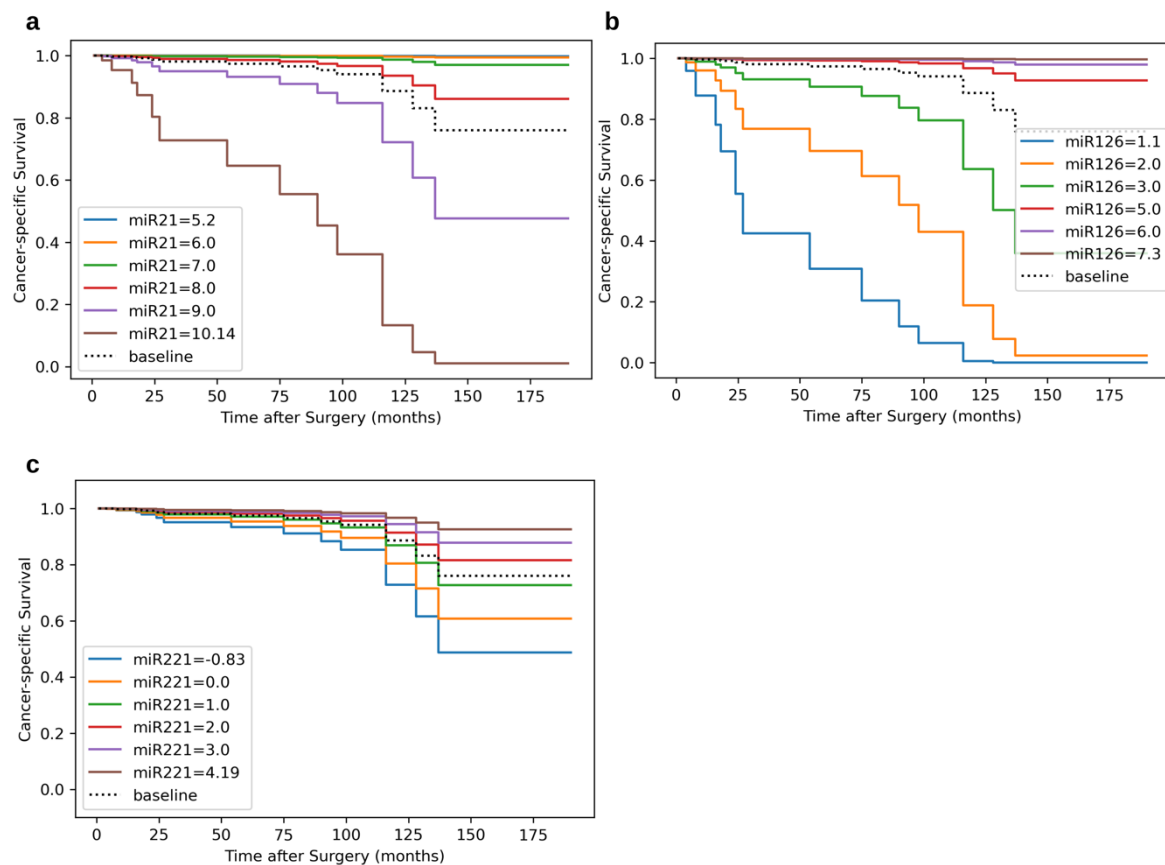 a
1.0
0.8
0.6
0.4
0.2
0.0
Cancer-specific Survival
miR21=5.2
miR21=6.0
miR21=7.0
miR21=8.0
miR21=9.0
miR21=10.14
baseline
0 25 50 75 100 125 150 175
Time after Surgery (months)
b
1.0
0.8
0.6
0.4
0.2
0.0
Cancer-specific Survival
miR126=1.1
miR126=2.0
miR126=3.0
miR126=5.0
miR126=6.0
miR126=7.3
baseline
0 25 50 75 100 125 150 175
Time after Surgery (months)
c
1.0
0.8
0.6
0.4
0.2
0.0
Cancer-specific Survival
miR221=-0.83
miR221=0.0
miR221=1.0
miR221=2.0
miR221=3.0
miR221=4.19
baseline
0 25 50 75 100 125 150 175
Time after Surgery (months)